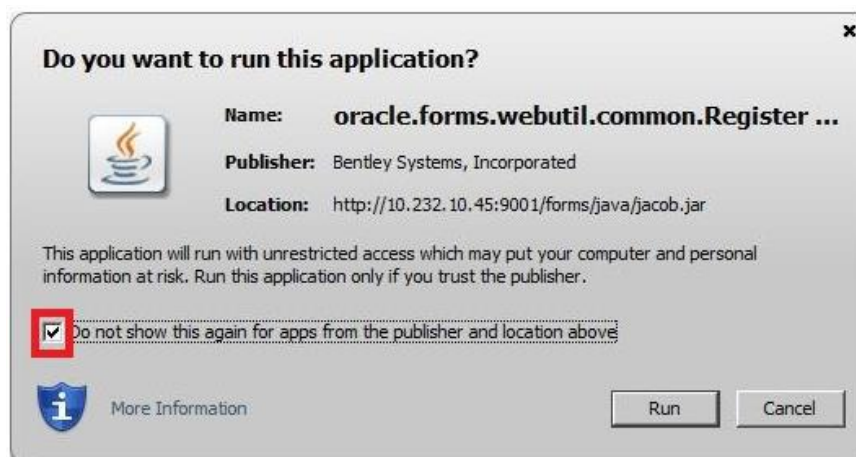 Do you want to run this application?
Name: oracle.forms.webutil.common.Register ...
Publisher: Bentley Systems, Incorporated
Location: http://10.232.10.45:9001/forms/java/jacob.jar
This application will run with unrestricted access which may put your computer and personal
information at risk. Run this application only if you trust the publisher.
Do not show this again for apps from the publisher and location above
More Information
Run
Cancel